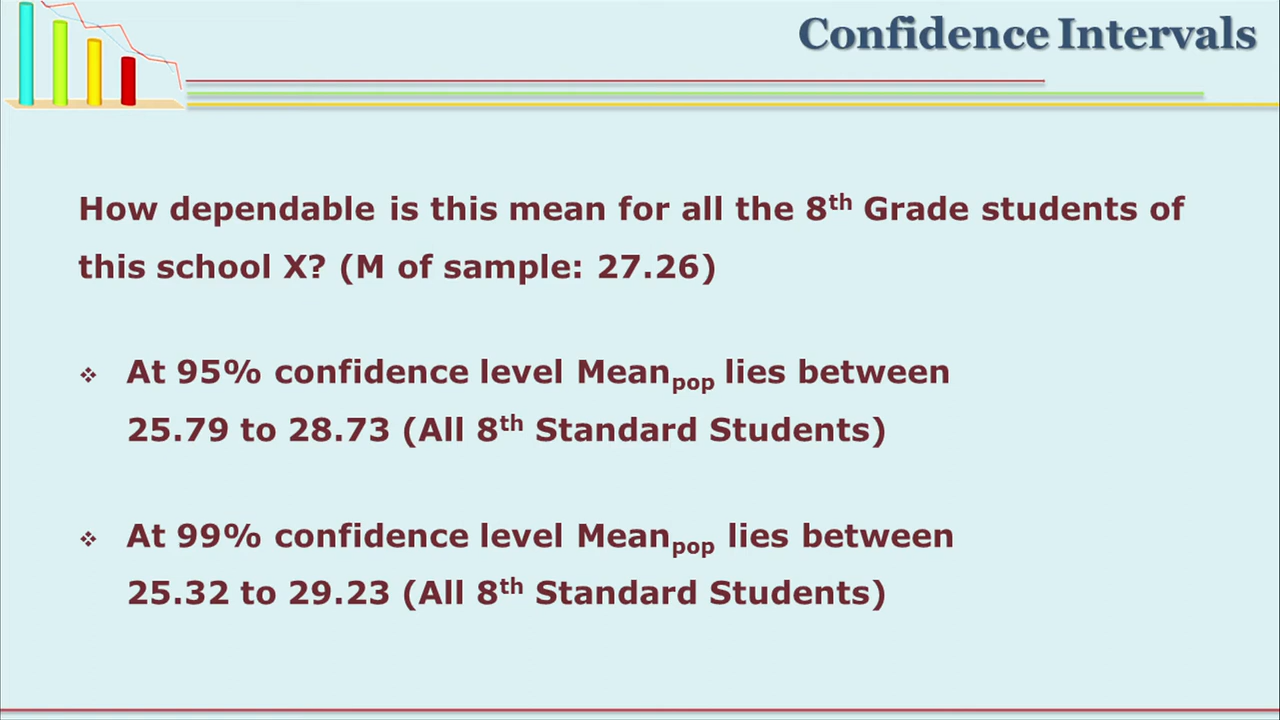 Confidence Intervals
How dependable is this mean for all the 8th Grade students of
this school X? (M of sample: 27.26)
❖ At 95% confidence level Meanpop lies between
25.79 to 28.73 (All 8th Standard Students)
❖ At 99% confidence level Meanpop lies between
25.32 to 29.23 (All 8th Standard Students)